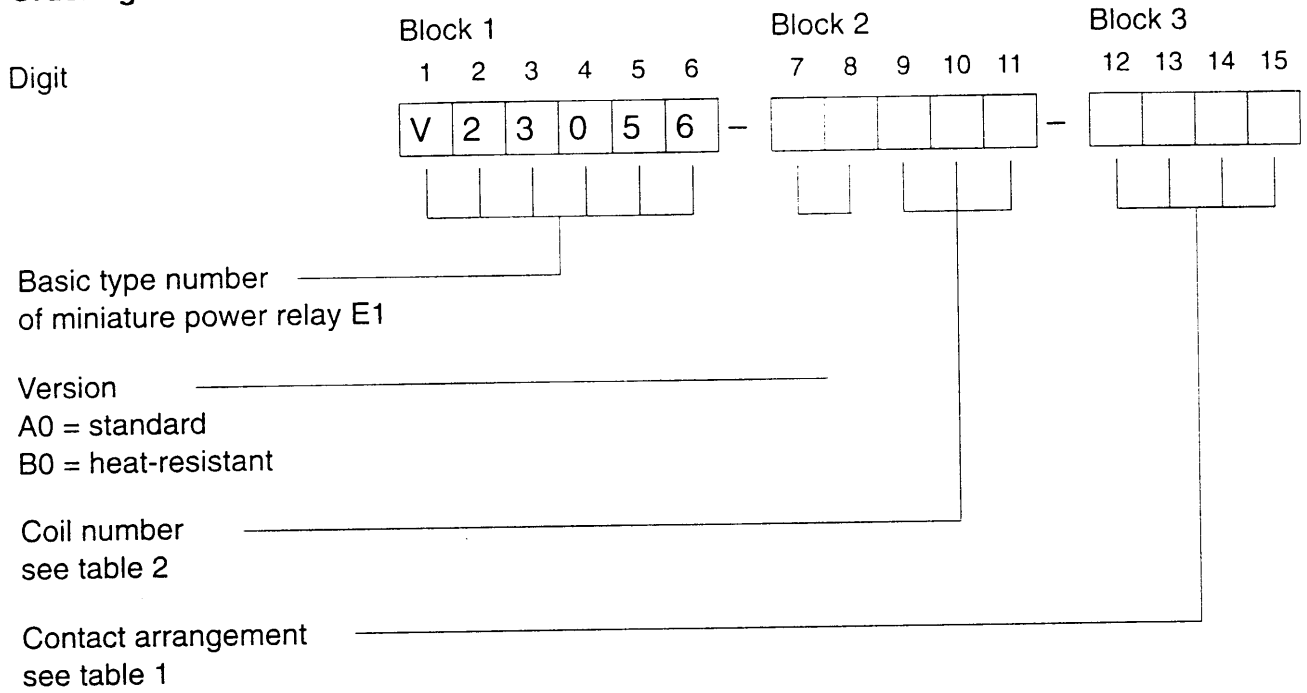 Block 1 Block 2 Block 3
Digit 1 2 3 4 5 6 7 8 9 10 11 12 13 14 15
V 2 3 0 5 6 – –
Basic type number
of miniature power relay E1
Version
A0 = standard
B0 = heat-resistant
Coil number
see table 2
Contact arrangement
see table 1